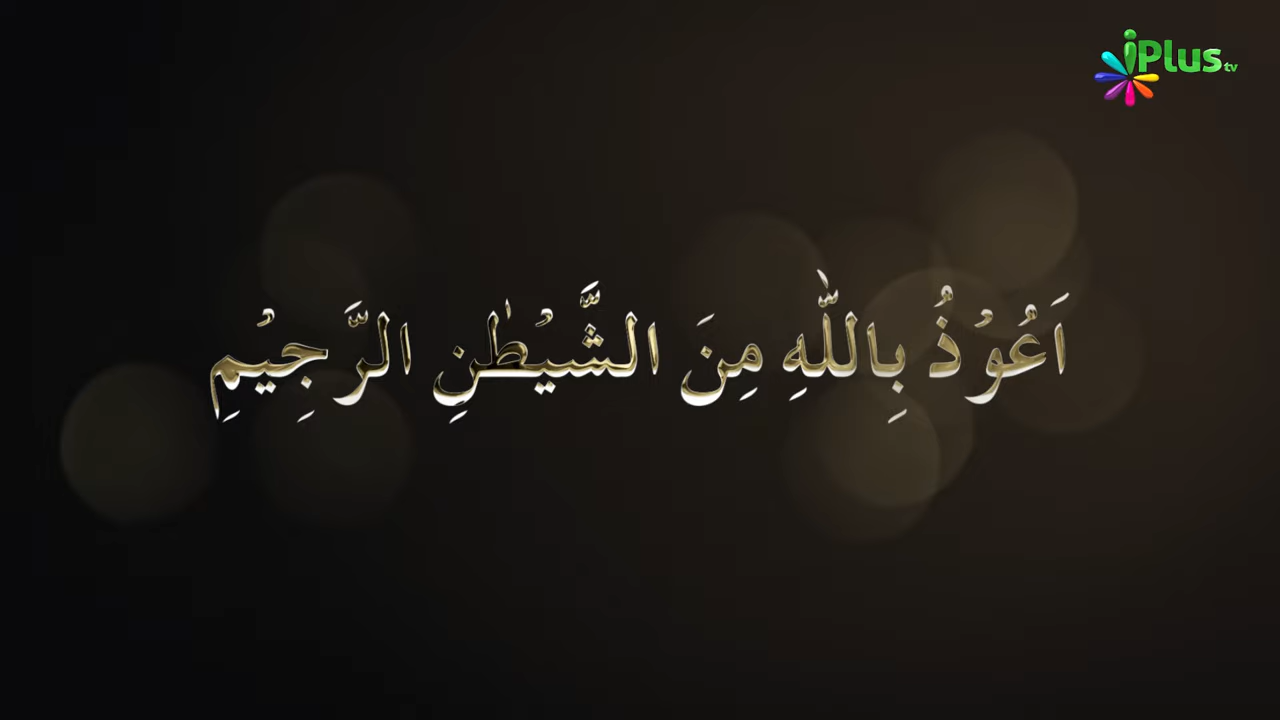 iPlus tv
اَعُوۡذُ بِاللّٰهِ مِنَ الشَّيۡطٰنِ الرَّجِيۡمِ